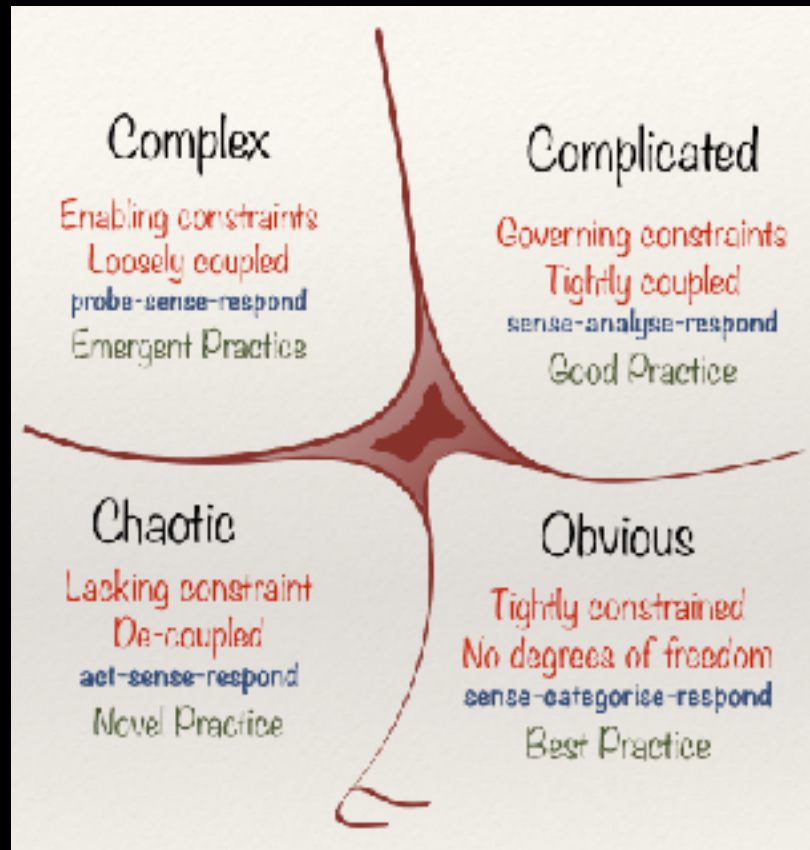 Complex
Enabling constraints
Loosely coupled
probe-sense-respond
Emergent Practice
Complicated
Governing constraints
Tightly coupled
sense-analyse-respond
Good Practice
Chaotic
Lacking constraint
De-coupled
act-sense-respond
Novel Practice
Obvious
Tightly constrained
No degrees of freedom
sense-categorise-respond
Best Practice